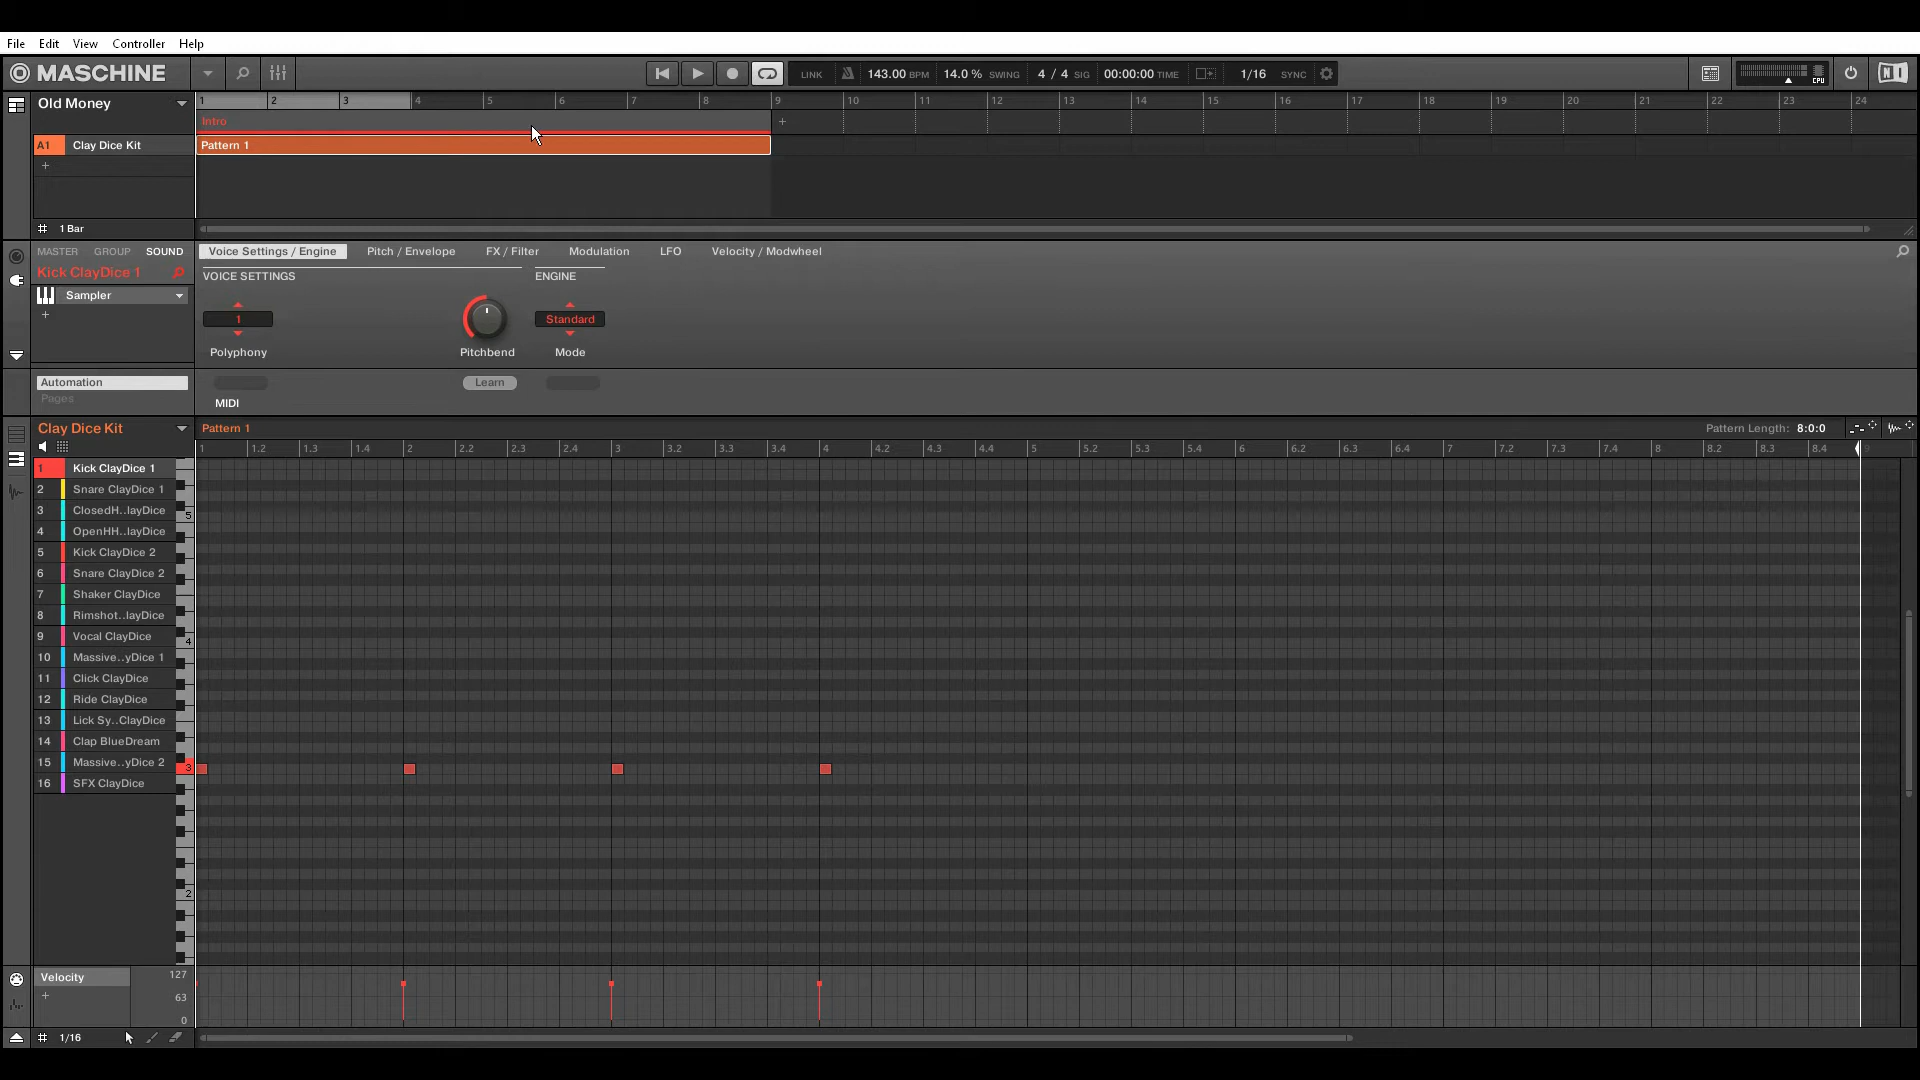 File Edit View Controller Help
MASCHINE LINK 143.00 BPM 14.0 % SWING 4 / 4 SIG 00:00:00 TIME 1/16 SYNC CPU NI
Old Money 1 2 3 4 5 6 7 8 9 10 11 12 13 14 15 16 17 18 19 20 21 22 23 24
Intro +
A1 Clay Dice Kit Pattern 1
+
1 Bar
MASTER GROUP SOUND Voice Settings / Engine Pitch / Envelope FX / Filter Modulation LFO Velocity / Modwheel
Kick ClayDice 1 VOICE SETTINGS ENGINE
Sampler
+ 1 Standard
Polyphony Pitchbend Mode
Automation Learn
Pages MIDI
Clay Dice Kit Pattern 1 Pattern Length: 8:0:0
1 1.2 1.3 1.4 2 2.2 2.3 2.4 3 3.2 3.3 3.4 4 4.2 4.3 4.4 5 5.2 5.3 5.4 6 6.2 6.3 6.4 7 7.2 7.3 7.4 8 8.2 8.3 8.4 9
1 Kick ClayDice 1
2 Snare ClayDice 1
3 ClosedH..layDice 5
4 OpenHH..layDice
5 Kick ClayDice 2
6 Snare ClayDice 2
7 Shaker ClayDice
8 Rimshot..layDice
9 Vocal ClayDice 4
10 Massive..yDice 1
11 Click ClayDice
12 Ride ClayDice
13 Lick Sy..ClayDice
14 Clap BlueDream
15 Massive..yDice 2 3
16 SFX ClayDice
2
Velocity 127
+ 63
0
1/16